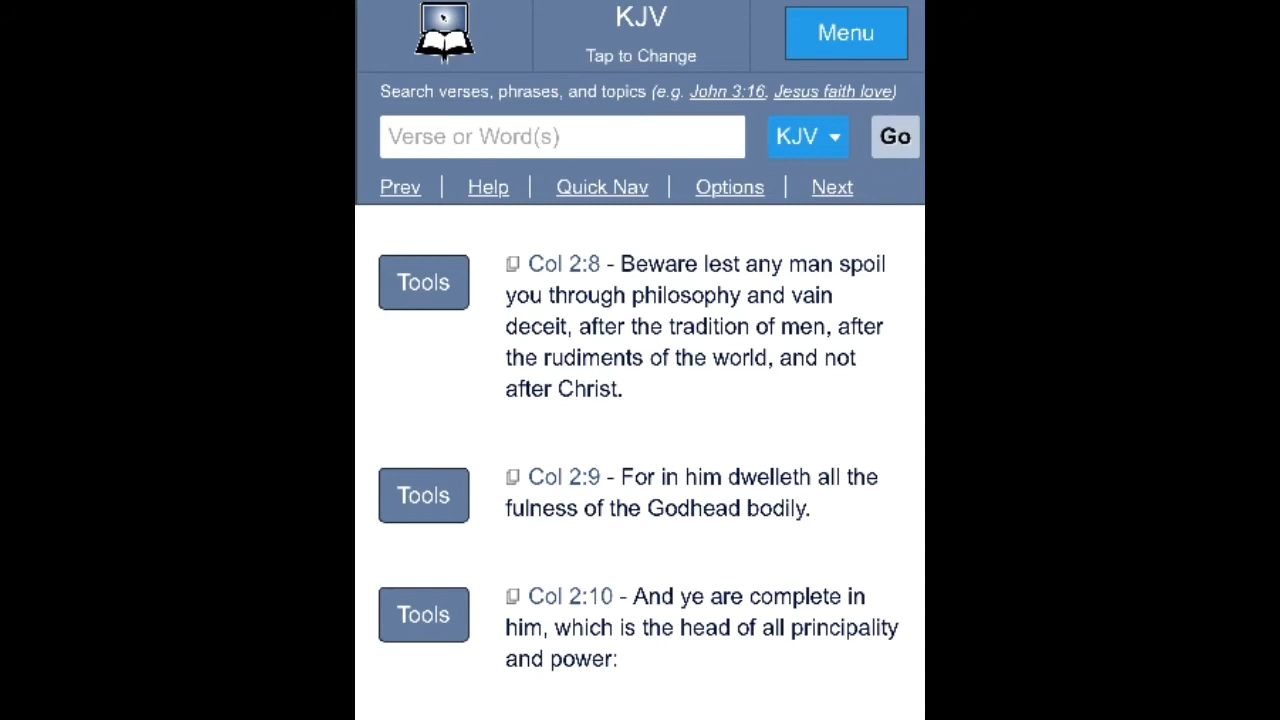 KJV
Tap to Change
Menu
Search verses, phrases, and topics (e.g. John 3:16, Jesus faith love)
Verse or Word(s)
KJV
Go
Prev | Help | Quick Nav | Options | Next
Tools
Col 2:8 - Beware lest any man spoil
you through philosophy and vain
deceit, after the tradition of men, after
the rudiments of the world, and not
after Christ.
Tools
Col 2:9 - For in him dwelleth all the
fulness of the Godhead bodily.
Tools
Col 2:10 - And ye are complete in
him, which is the head of all principality
and power: